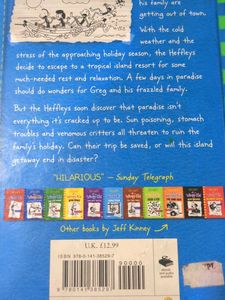 his family are
getting out of town.
With the cold
weather and the
stress of the approaching holiday season, the Heffleys
decide to escape to a tropical island resort for some
much-needed rest and relaxation. A few days in paradise
should do wonders for Greg and his frazzled family.
But the Heffleys soon discover that paradise isn't
everything it's cracked up to be. Sun poisoning, stomach
troubles and venomous critters all threaten to ruin the
family's holiday. Can their trip be saved, or will this island
getaway end in disaster?
"HILARIOUS" – Sunday Telegraph
Other books by Jeff Kinney
U.K. £12.99
ISBN 978-0-141-38529-7
90000
9 780141 385297